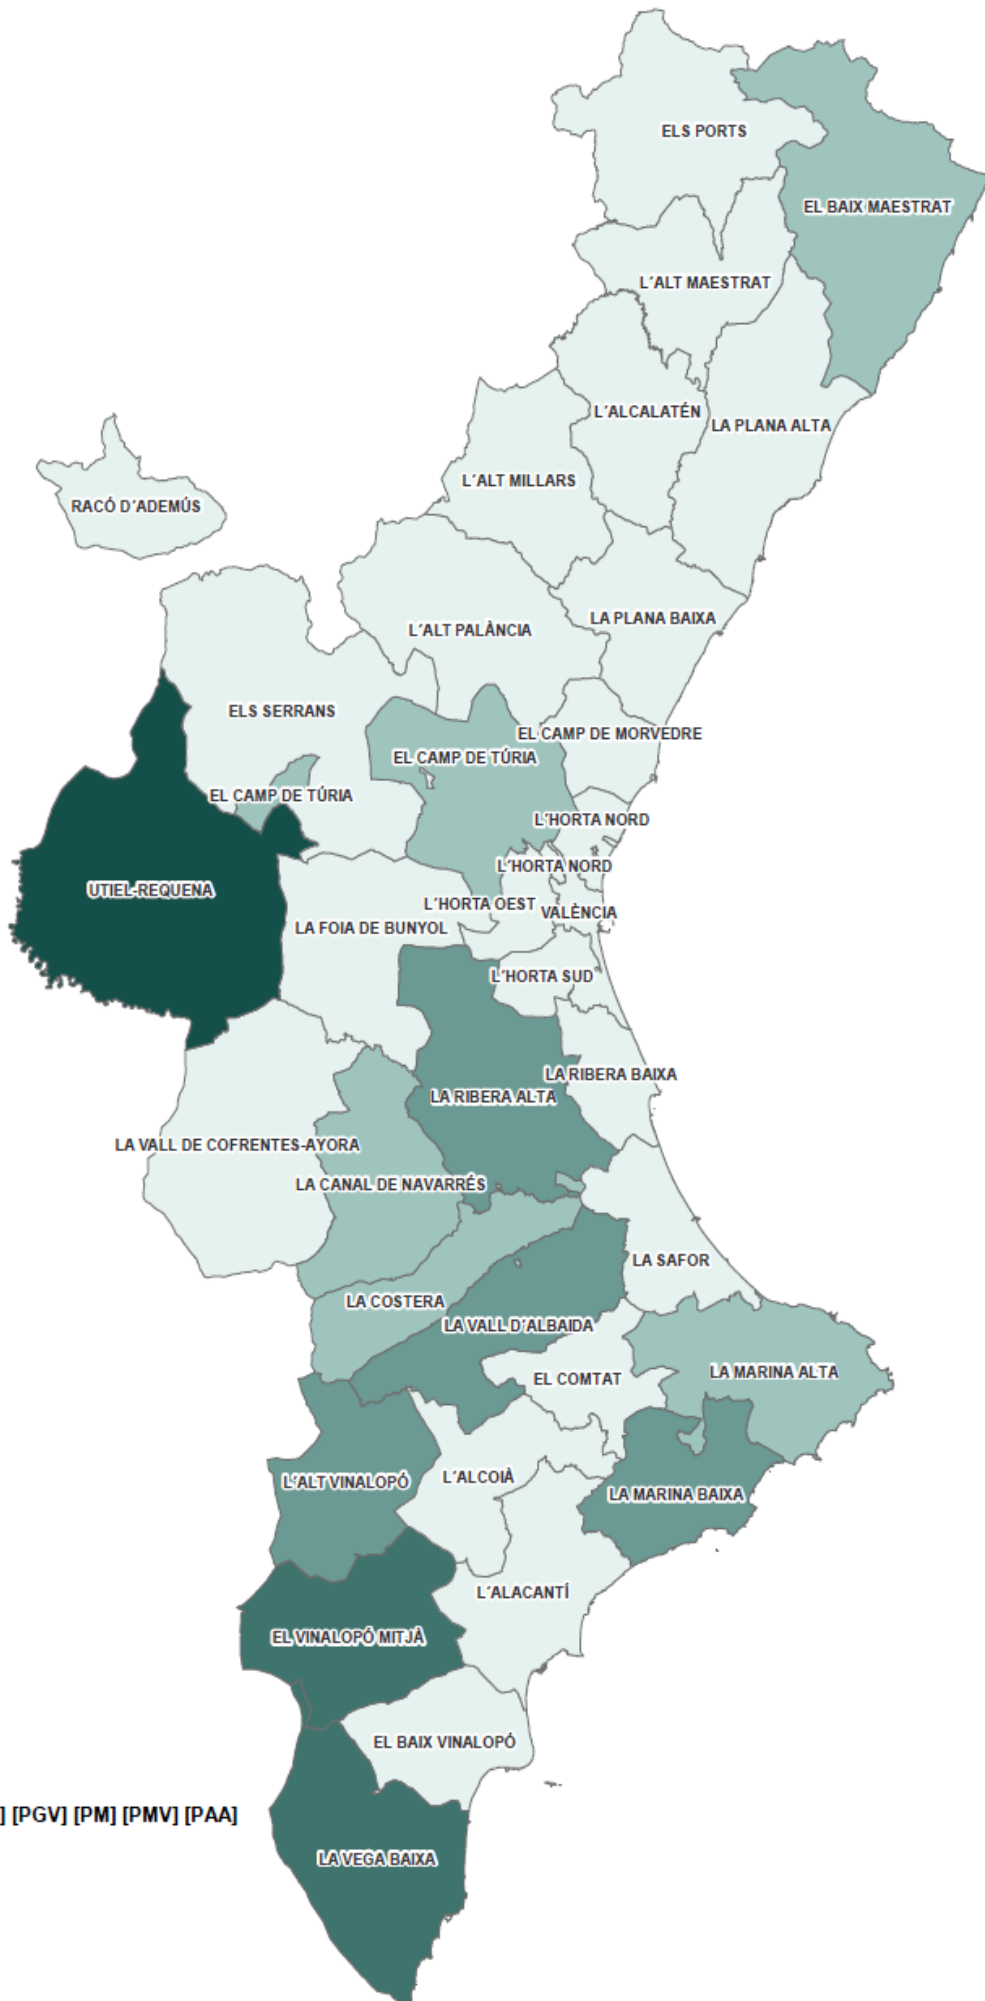 ELS PORTS
EL BAIX MAESTRAT
L´ALT MAESTRAT
L´ALCALATÉN
LA PLANA ALTA
L´ALT MILLARS
RACÓ D´ADEMÚS
LA PLANA BAIXA
L´ALT PALÀNCIA
ELS SERRANS
EL CAMP DE MORVEDRE
EL CAMP DE TÚRIA
EL CAMP DE TÚRIA
L´HORTA NORD
L´HORTA NORD
UTIEL-REQUENA
L´HORTA OEST
VALÈNCIA
LA FOIA DE BUNYOL
L´HORTA SUD
LA RIBERA BAIXA
LA RIBERA ALTA
LA VALL DE COFRENTES-AYORA
LA CANAL DE NAVARRÉS
LA SAFOR
LA COSTERA
LA VALL D´ALBAIDA
LA MARINA ALTA
EL COMTAT
L´ALCOIÀ
L´ALT VINALOPÓ
LA MARINA BAIXA
L´ALACANTÍ
EL VINALOPÓ MITJÀ
EL BAIX VINALOPÓ
] [PGV] [PM] [PMV] [PAA]
LA VEGA BAIXA